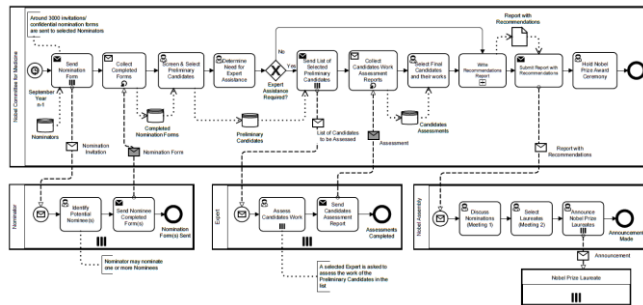 Around 3000 invitations/
confidential nomination forms
are sent to selected Nominators
Nobel Committee for Medicine
September
Year
n-1
Send
Nomination
Form
Collect
Completed
Forms
Screen & Select
Preliminary
Candidates
Determine
Need for
Expert
Assistance
No
Yes
Expert
Assistance
Required?
Send List of
Selected
Preliminary
Candidates
Collect
Candidates Work
Assessment
Reports
Select Final
Candidates
and their works
Write
Recommendations
Report
Report with
Recommendations
Submit Report with
Recommendations
Hold Nobel
Prize Award
Ceremony
Nominators
Completed
Nomination Forms
Preliminary
Candidates
Candidates
Assessments
Nomination
Invitation
Nomination Form
List of Candidates
to be Assessed
Assessment
Report with
Recommendations
Nominator
Identify
Potential
Nominee(s)
Send Nominee
Completed
Form(s)
Nomination
Form(s) Sent
Nominator may nominate
one or more Nominees
Expert
Assess
Candidates Work
Send
Candidates
Assessment
Report
Assessments
Completed
A selected Expert is asked to
assess the work of the
Preliminary Candidates in the
list
Nobel Assembly
Discuss
Nominations
(Meeting 1)
Select
Laureates
(Meeting 2)
Announce
Nobel Prize
Laureates
Announcement
Made
Announcement
Nobel Prize Laureate